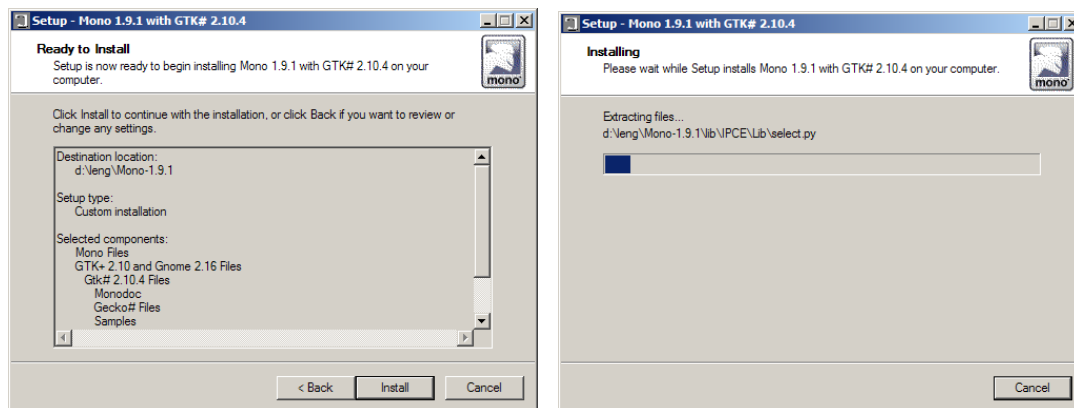 Setup - Mono 1.9.1 with GTK# 2.10.4
Ready to Install
Setup is now ready to begin installing Mono 1.9.1 with GTK# 2.10.4 on your
computer.
mono
Click Install to continue with the installation, or click Back if you want to review or
change any settings.
Destination location:
d:\leng\Mono-1.9.1
Setup type:
Custom installation
Selected components:
Mono Files
GTK+ 2.10 and Gnome 2.16 Files
Gtk# 2.10.4 Files
Monodoc
Gecko# Files
Samples
< Back
Install
Cancel
Setup - Mono 1.9.1 with GTK# 2.10.4
Installing
Please wait while Setup installs Mono 1.9.1 with GTK# 2.10.4 on your computer.
mono
Extracting files...
d:\leng\Mono-1.9.1\lib\IPCE\Lib\select.py
Cancel